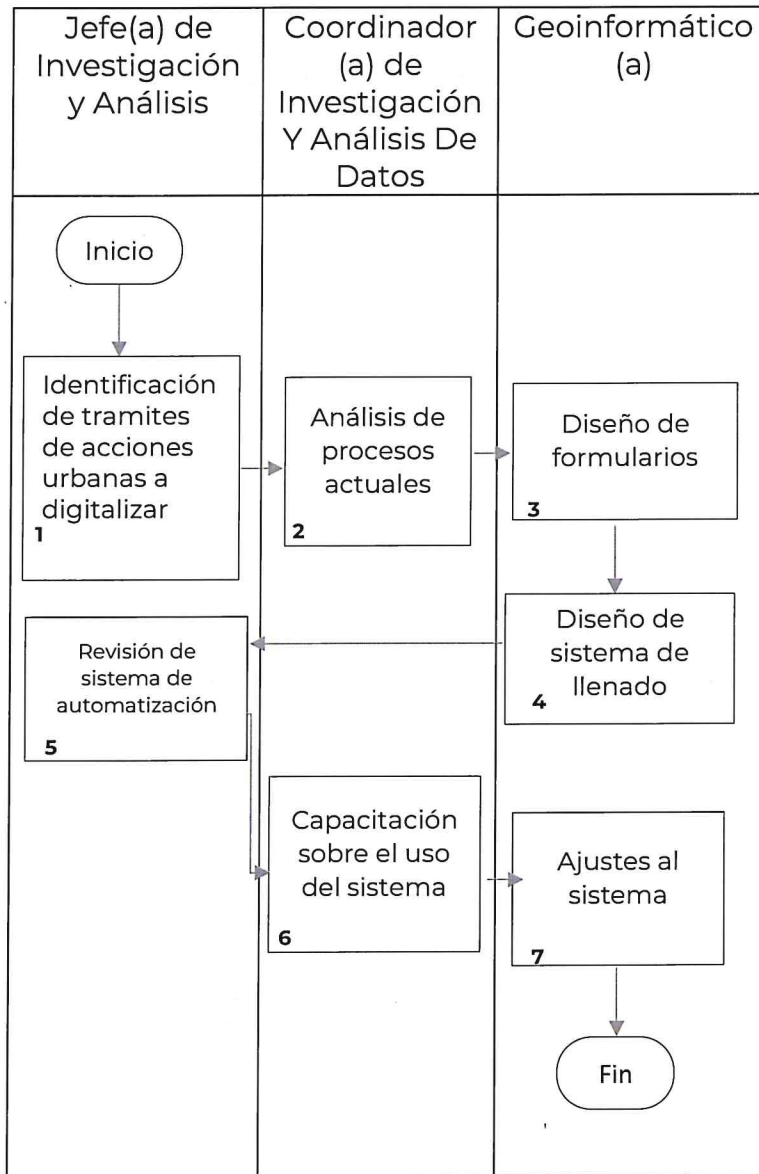 Jefe(a) de
Investigación
y Análisis
Coordinador
(a) de
Investigación
Y Análisis De
Datos
Geoinformático
(a)
Inicio
Identificación
de tramites
de acciones
urbanas a
digitalizar
1
Análisis de
procesos
actuales
2
Diseño de
formularios
3
Diseño de
sistema de
llenado
4
Revisión de
sistema de
automatización
5
Capacitación
sobre el uso
del sistema
6
Ajustes al
sistema
7
Fin